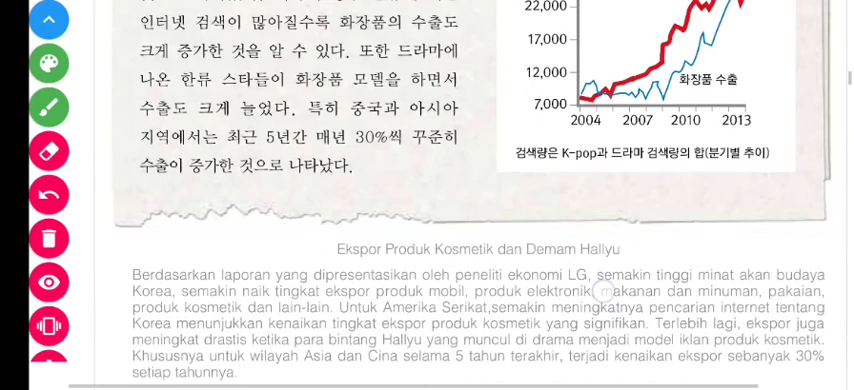 인터넷 검색이 많아질수록 화장품의 수출도
크게 증가한 것을 알 수 있다. 또한 드라마에
나온 한류 스타들이 화장품 모델을 하면서
수출도 크게 늘었다. 특히 중국과 아시아
지역에서는 최근 5년간 매년 30%씩 꾸준히
수출이 증가한 것으로 나타났다.
22,000
17,000
12,000
7,000
화장품 수출
2004 2007 2010 2013
검색량은 K-pop과 드라마 검색량의 합(분기별 추이)
Ekspor Produk Kosmetik dan Demam Hallyu
Berdasarkan laporan yang dipresentasikan oleh peneliti ekonomi LG, semakin tinggi minat akan budaya
Korea, semakin naik tingkat ekspor produk mobil, produk elektronik, makanan dan minuman, pakaian,
produk kosmetik dan lain-lain. Untuk Amerika Serikat,semakin meningkatnya pencarian internet tentang
Korea menunjukkan kenaikan tingkat ekspor produk kosmetik yang signifikan. Terlebih lagi, ekspor juga
meningkat drastis ketika para bintang Hallyu yang muncul di drama menjadi model iklan produk kosmetik.
Khususnya untuk wilayah Asia dan Cina selama 5 tahun terakhir, terjadi kenaikan ekspor sebanyak 30%
setiap tahunnya.